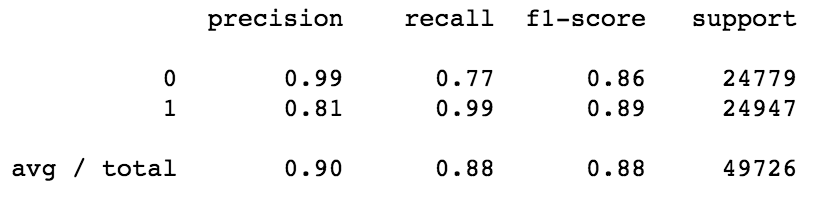 precision recall f1-score support
0 0.99 0.77 0.86 24779
1 0.81 0.99 0.89 24947
avg / total 0.90 0.88 0.88 49726